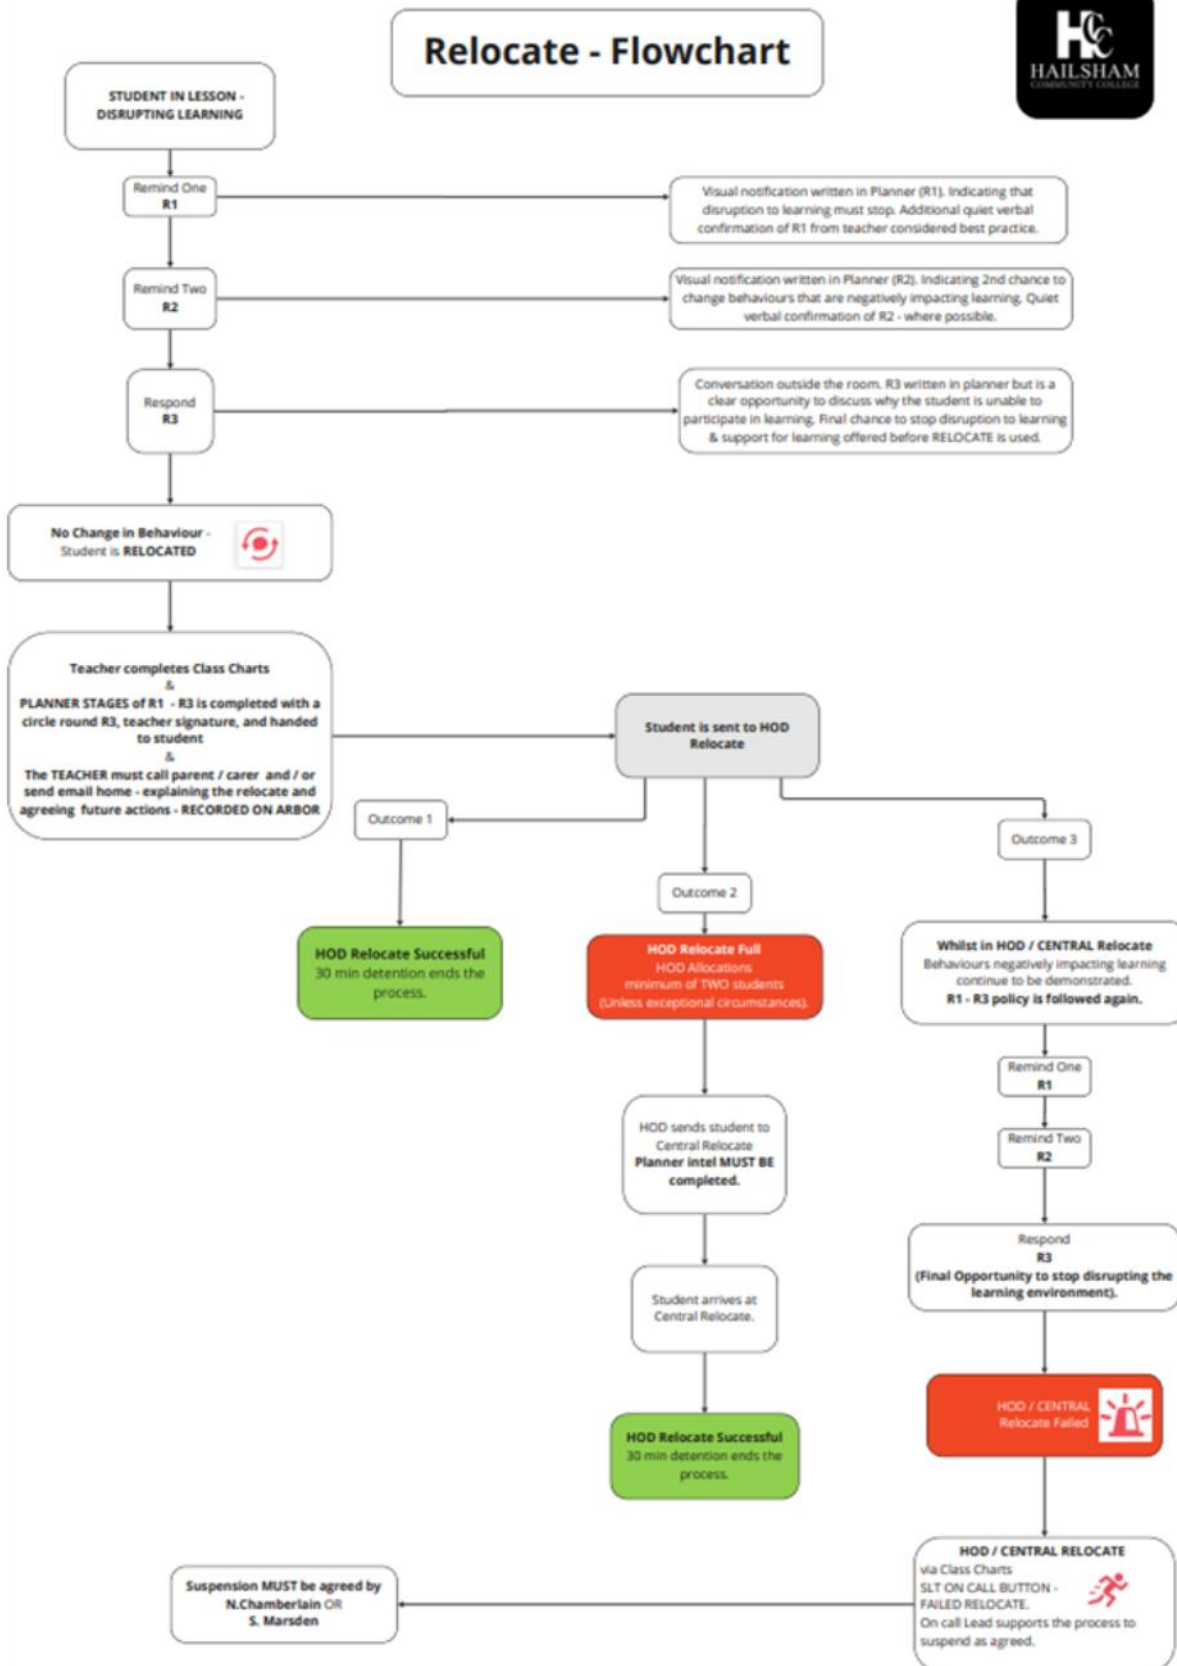 Relocate - Flowchart
HCC
HAILSHAM
COMMUNITY COLLEGE
STUDENT IN LESSON -
DISRUPTING LEARNING
Remind One
R1
Visual notification written in Planner (R1). Indicating that
disruption to learning must stop. Additional quiet verbal
confirmation of R1 from teacher considered best practice.
Remind Two
R2
Visual notification written in Planner (R2). Indicating 2nd chance to
change behaviours that are negatively impacting learning. Quiet
verbal confirmation of R2 - where possible.
Respond
R3
Conversation outside the room. R3 written in planner but is a
clear opportunity to discuss why the student is unable to
participate in learning. Final chance to stop disruption to learning
& support for learning offered before RELOCATE is used.
No Change in Behaviour -
Student is RELOCATED
Teacher completes Class Charts
&
PLANNER STAGES of R1 - R3 is completed with a
circle round R3, teacher signature, and handed
to student
&
The TEACHER must call parent / carer and / or
send email home - explaining the relocate and
agreeing future actions - RECORDED ON ARBOR
Student is sent to HOD
Relocate
Outcome 1
HOD Relocate Successful
30 min detention ends the
process.
Outcome 2
HOD Relocate Full
HOD Allocations
minimum of TWO students
(Unless exceptional circumstances).
HOD sends student to
Central Relocate
Planner intel MUST BE
completed.
Student arrives at
Central Relocate.
HOD Relocate Successful
30 min detention ends the
process.
Outcome 3
Whilst in HOD / CENTRAL Relocate
Behaviours negatively impacting learning
continue to be demonstrated.
R1 - R3 policy is followed again.
Remind One
R1
Remind Two
R2
Respond
R3
(Final Opportunity to stop disrupting the
learning environment).
HOD / CENTRAL
Relocate Failed
HOD / CENTRAL RELOCATE
via Class Charts
SLT ON CALL BUTTON -
FAILED RELOCATE.
On call Lead supports the process to
suspend as agreed.
Suspension MUST be agreed by
N.Chamberlain OR
S. Marsden